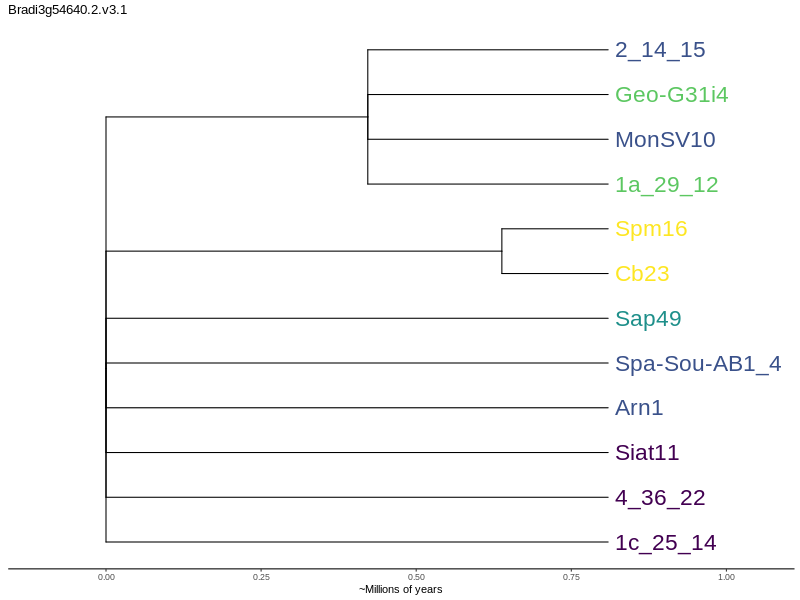 Bradi3g54640.2.v3.1
2_14_15
Geo-G31i4
MonSV10
1a_29_12
Spm16
Cb23
Sap49
Spa-Sou-AB1_4
Arn1
Siat11
4_36_22
1c_25_14
0.00 0.25 0.50 0.75 1.00
~Millions of years